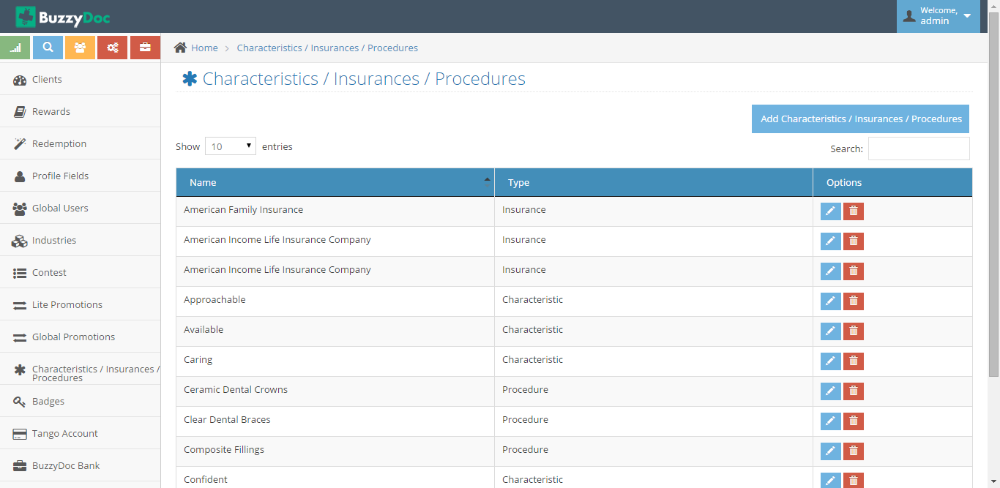 BuzzyDoc
Welcome,
admin
Home
Characteristics / Insurances / Procedures
Clients
Rewards
Redemption
Profile Fields
Global Users
Industries
Contest
Lite Promotions
Global Promotions
Characteristics / Insurances /
Procedures
Badges
Tango Account
BuzzyDoc Bank
Characteristics / Insurances / Procedures
Add Characteristics / Insurances / Procedures
Show 10 entries
Search:
Name Type Options
American Family Insurance Insurance
American Income Life Insurance Company Insurance
American Income Life Insurance Company Insurance
Approachable Characteristic
Available Characteristic
Caring Characteristic
Ceramic Dental Crowns Procedure
Clear Dental Braces Procedure
Composite Fillings Procedure
Confident Characteristic